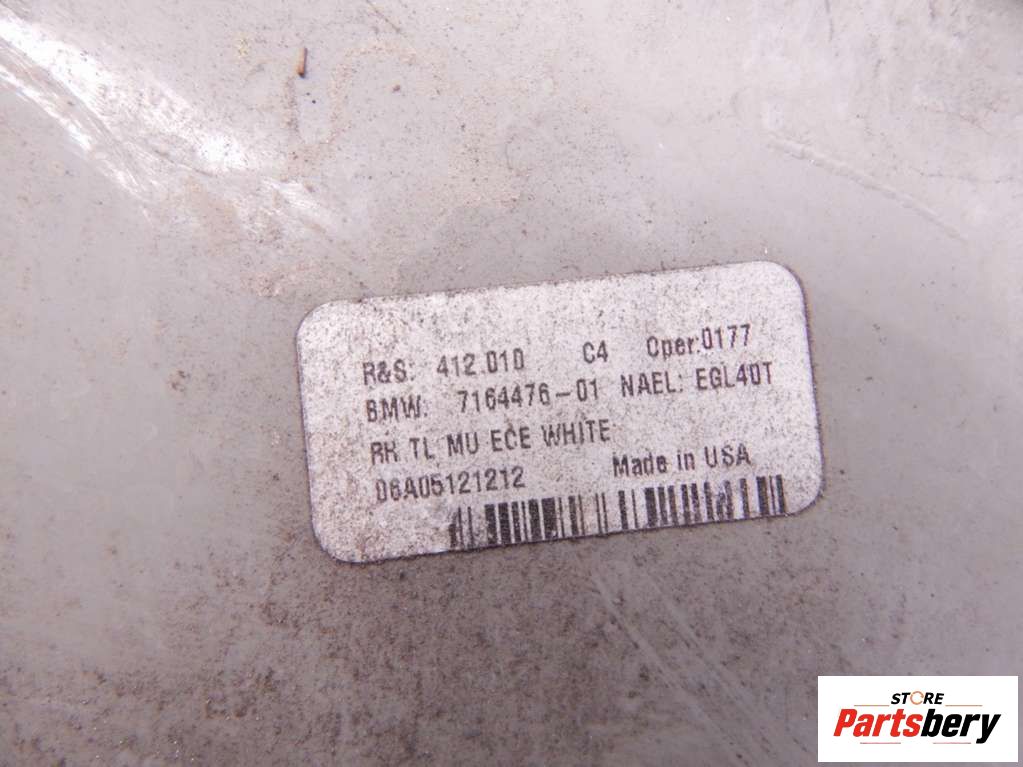 R&S: 412.010 C4 Oper:0177
BMW: 7164476-01 NAEL: EGL40T
RH TL MU ECE WHITE
06A05121212 Made in USA
STORE
Partsbery